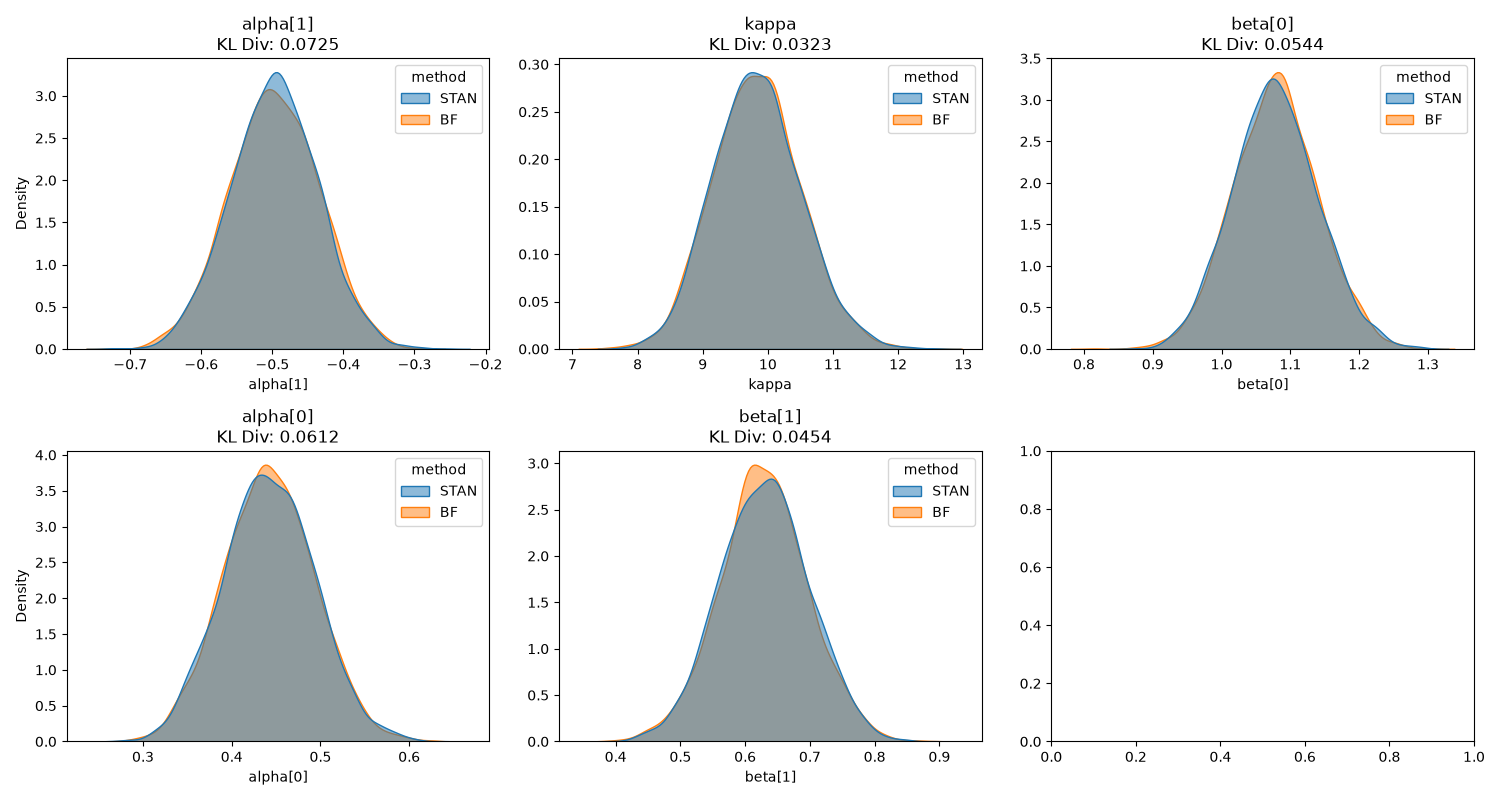 alpha[1]
KL Div: 0.0725
method
STAN
BF
Density
3.0
2.5
2.0
1.5
1.0
0.5
0.0
−0.7
−0.6
−0.5
−0.4
−0.3
−0.2
alpha[1]
kappa
KL Div: 0.0323
method
STAN
BF
0.30
0.25
0.20
0.15
0.10
0.05
0.00
7
8
9
10
11
12
13
kappa
beta[0]
KL Div: 0.0544
method
STAN
BF
3.5
3.0
2.5
2.0
1.5
1.0
0.5
0.0
0.8
0.9
1.0
1.1
1.2
1.3
beta[0]
alpha[0]
KL Div: 0.0612
method
STAN
BF
Density
4.0
3.5
3.0
2.5
2.0
1.5
1.0
0.5
0.0
0.3
0.4
0.5
0.6
alpha[0]
beta[1]
KL Div: 0.0454
method
STAN
BF
3.0
2.5
2.0
1.5
1.0
0.5
0.0
0.4
0.5
0.6
0.7
0.8
0.9
beta[1]
1.0
0.8
0.6
0.4
0.2
0.0
0.0
0.2
0.4
0.6
0.8
1.0